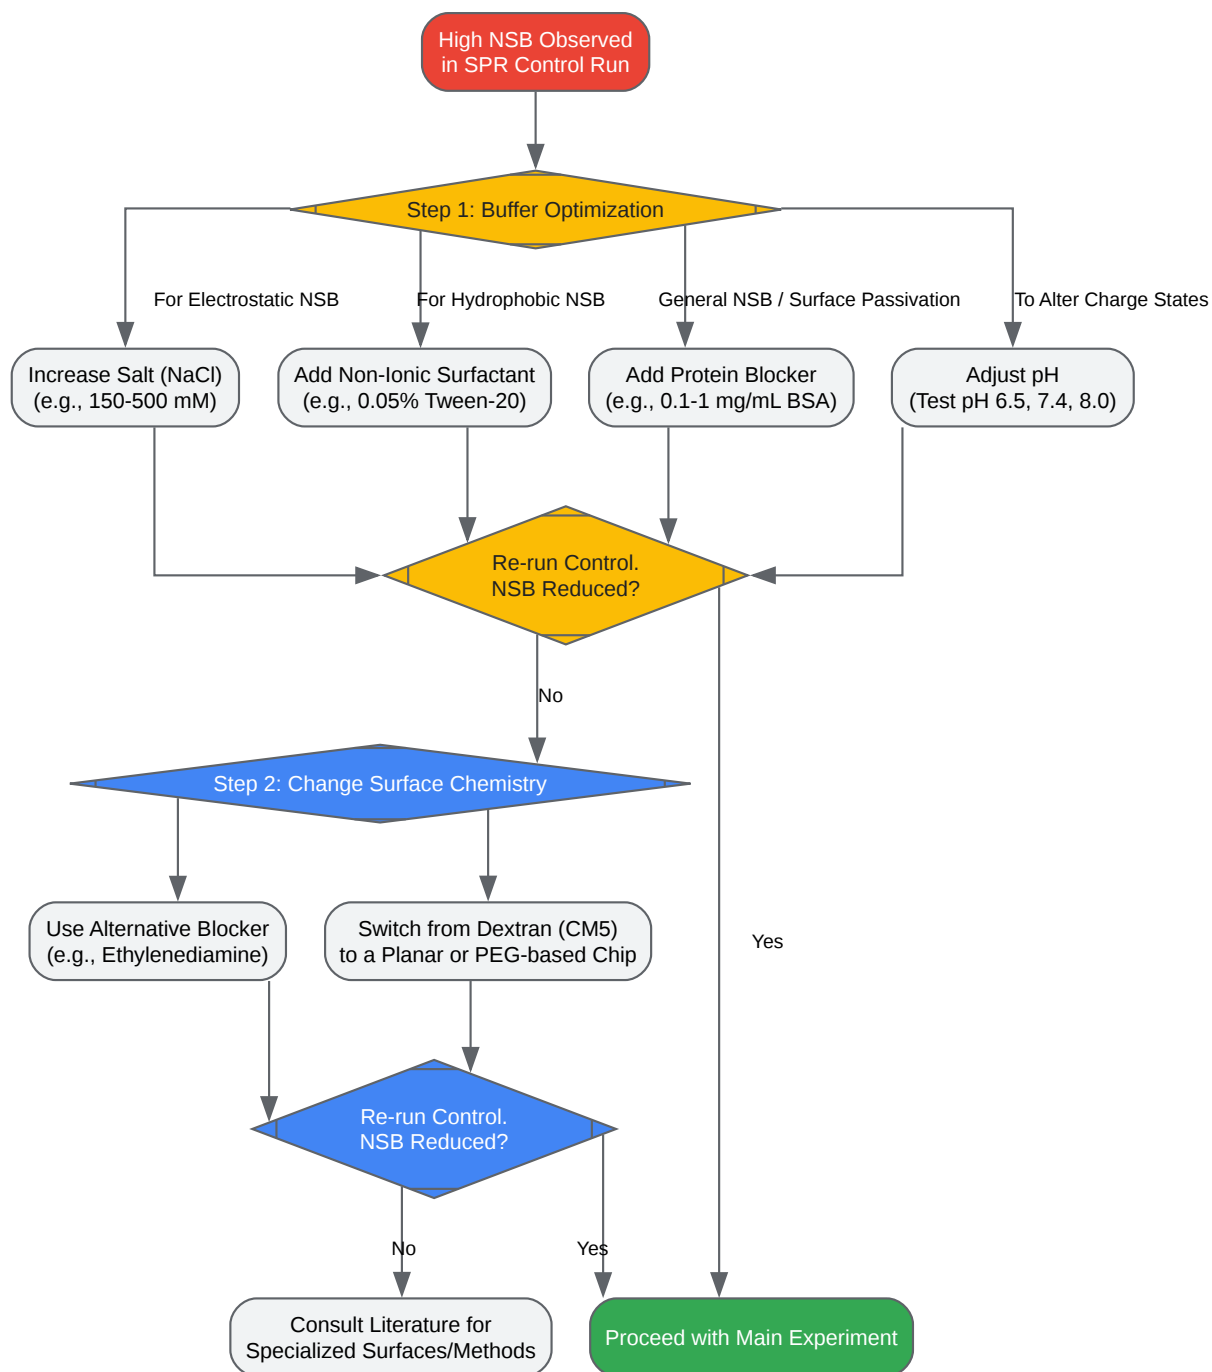 High NSB Observed
in SPR Control Run
Step 1: Buffer Optimization
For Electrostatic NSB
For Hydrophobic NSB
General NSB / Surface Passivation
To Alter Charge States
Increase Salt (NaCl)
(e.g., 150-500 mM)
Add Non-Ionic Surfactant
(e.g., 0.05% Tween-20)
Add Protein Blocker
(e.g., 0.1-1 mg/mL BSA)
Adjust pH
(Test pH 6.5, 7.4, 8.0)
Re-run Control.
NSB Reduced?
No
Step 2: Change Surface Chemistry
Use Alternative Blocker
(e.g., Ethylenediamine)
Switch from Dextran (CM5)
to a Planar or PEG-based Chip
Yes
Re-run Control.
NSB Reduced?
No
Yes
Consult Literature for
Specialized Surfaces/Methods
Proceed with Main Experiment